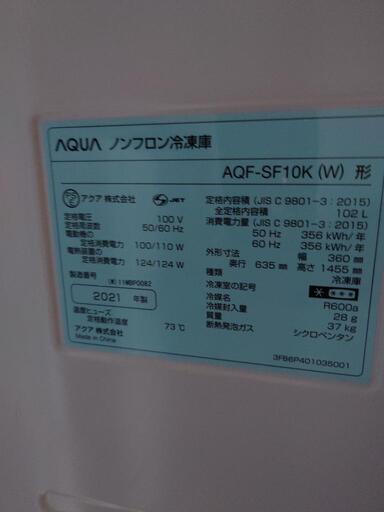 AQUA ノンフロン冷凍庫
AQF-SF10K (W) 形
アクア 株式会社 JET
定格電圧 100 V
定格周波数 50/60 Hz
電動機の
定格消費電力 100/110 W
電熱装置の
定格消費電力 124/124 W
製造番号
(W) 11WBP0082
2021 年製
温度ヒューズ
定格動作温度 73℃
アクア 株式会社
Made in China
定格内容積 (JIS C 9801-3:2015)
全定格内容積 102 L
消費電力量 (JIS C 9801-3:2015)
50 Hz 356 kWh/年
60 Hz 356 kWh/年
外形寸法 幅 360 mm
奥行 635 mm 高さ 1455 mm
種類 冷凍庫
冷凍室の記号
冷媒名 R600a
冷媒封入量 28 g
質量 37 kg
断熱発泡ガス シクロペンタン
3FB6P401035001